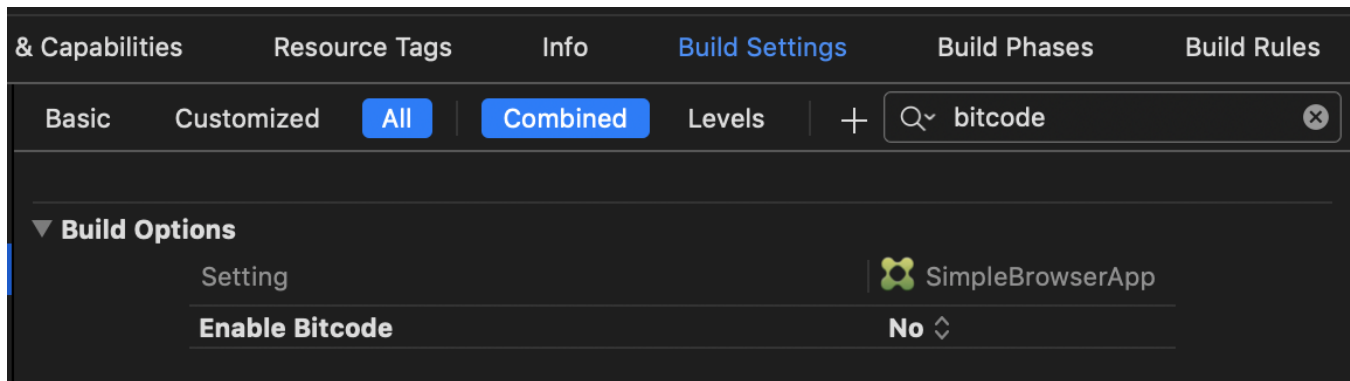 & Capabilities Resource Tags Info Build Settings Build Phases Build Rules
Basic Customized All Combined Levels + bitcode
Build Options
Setting SimpleBrowserApp
Enable Bitcode No